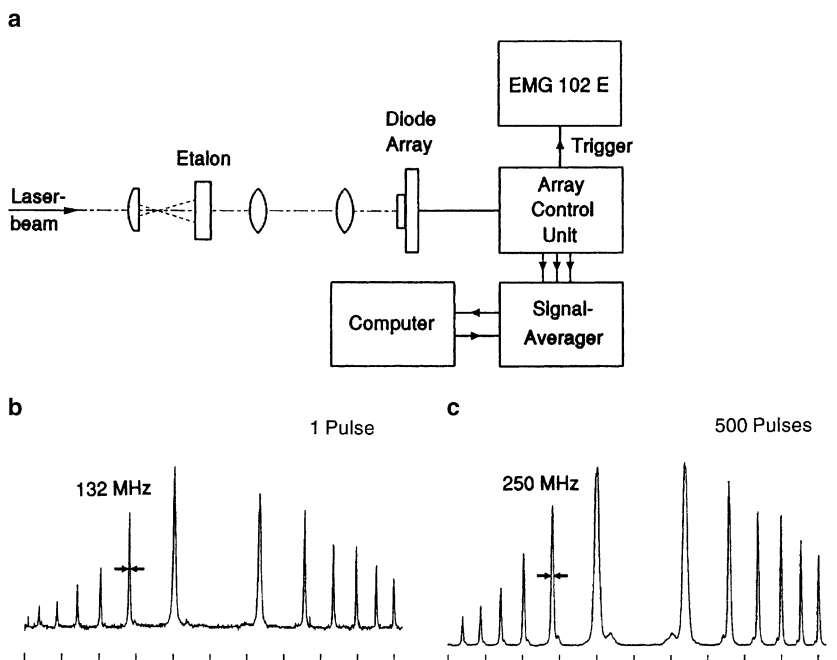 a
EMG 102 E
Diode
Array
Trigger
Etalon
Laser-
beam
Array
Control
Unit
Computer
Signal-
Averager
b
1 Pulse
132 MHz
c
500 Pulses
250 MHz